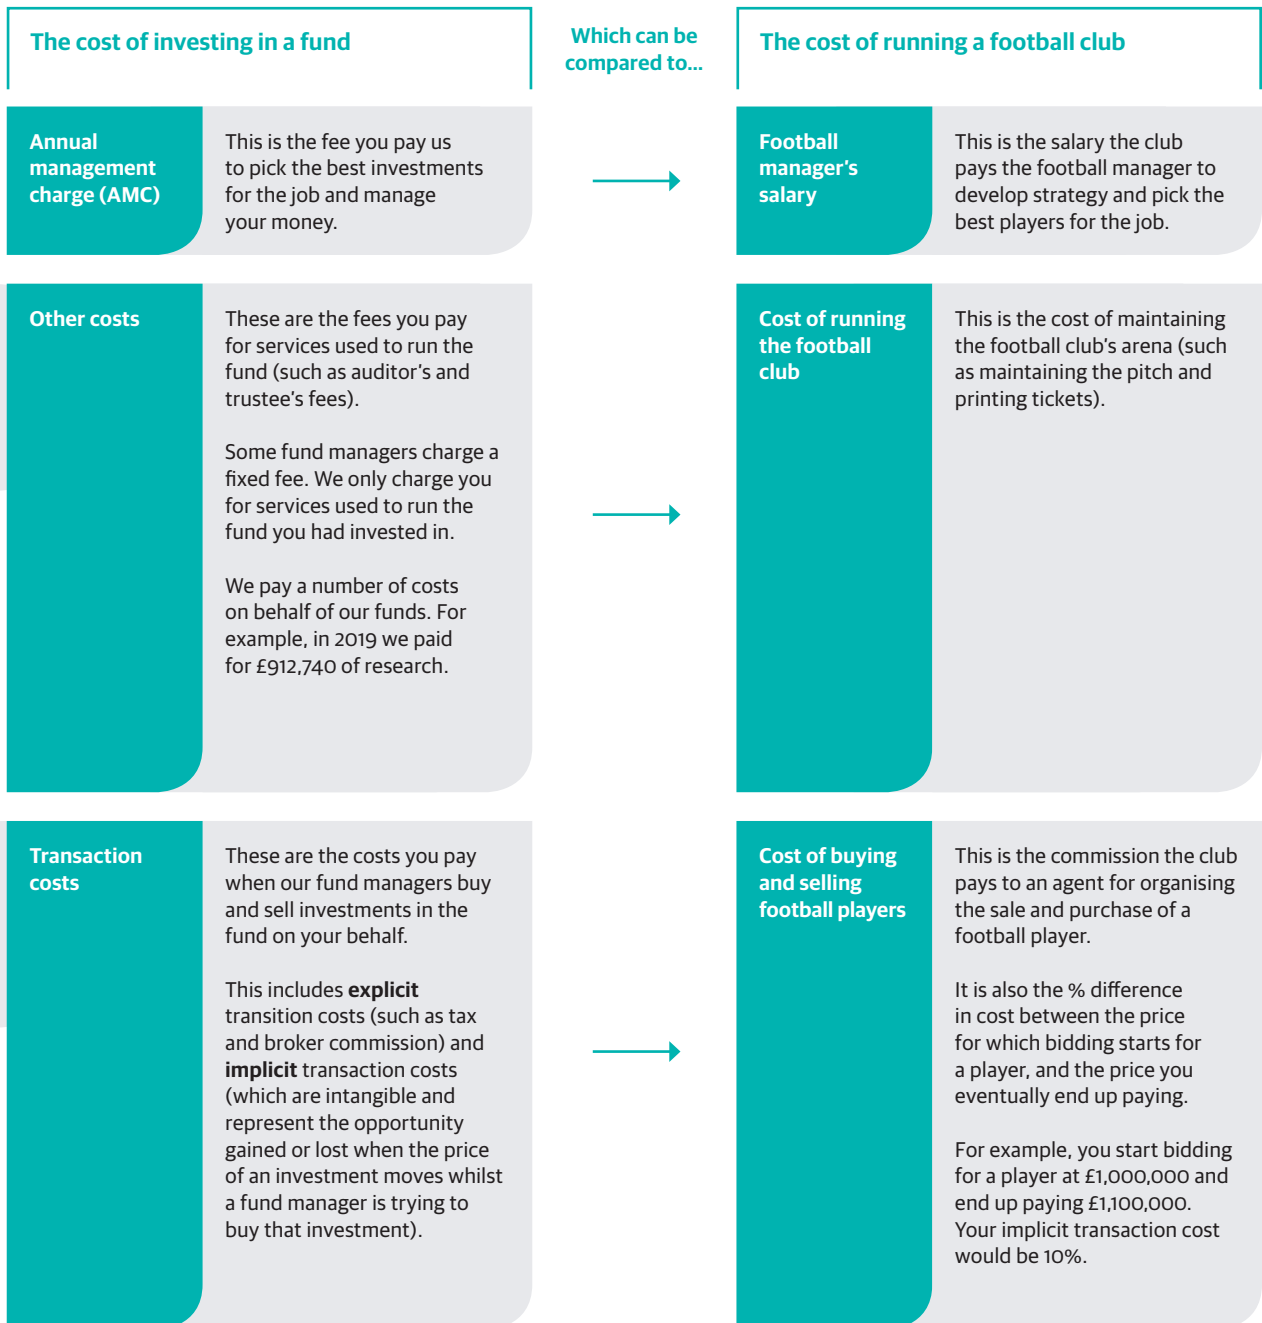 The cost of investing in a fund
Which can be
compared to...
The cost of running a football club
Annual
management
charge (AMC)
This is the fee you pay us
to pick the best investments
for the job and manage
your money.
Football
manager's
salary
This is the salary the club
pays the football manager to
develop strategy and pick the
best players for the job.
Other costs
These are the fees you pay
for services used to run the
fund (such as auditor's and
trustee's fees).
Some fund managers charge a
fixed fee. We only charge you
for services used to run the
fund you had invested in.
We pay a number of costs
on behalf of our funds. For
example, in 2019 we paid
for £912,740 of research.
Cost of running
the football
club
This is the cost of maintaining
the football club's arena (such
as maintaining the pitch and
printing tickets).
Transaction
costs
These are the costs you pay
when our fund managers buy
and sell investments in the
fund on your behalf.
This includes explicit
transition costs (such as tax
and broker commission) and
implicit transaction costs
(which are intangible and
represent the opportunity
gained or lost when the price
of an investment moves whilst
a fund manager is trying to
buy that investment).
Cost of buying
and selling
football players
This is the commission the club
pays to an agent for organising
the sale and purchase of a
football player.
It is also the % difference
in cost between the price
for which bidding starts for
a player, and the price you
eventually end up paying.
For example, you start bidding
for a player at £1,000,000 and
end up paying £1,100,000.
Your implicit transaction cost
would be 10%.